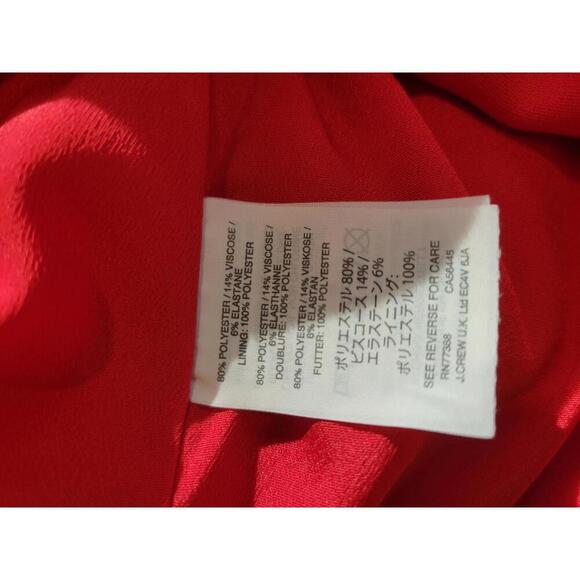 80% POLYESTER / 14% VISCOSE /
6% ELASTANE
LINING: 100% POLYESTER
80% POLYESTER / 14% VISCOSE /
6% ELASTHANNE
DOUBLURE: 100% POLYESTER
80% POLYESTER / 14% VISKOSE /
6% ELASTAN
FUTTER: 100% POLYESTER
ポリエステル 80% /
ビスコース 14% /
エラステーン 6%
ライニング:
ポリエステル 100%
SEE REVERSE FOR CARE
RN77388 CA56445
J.CREW U.K. Ltd EC4V 6JA